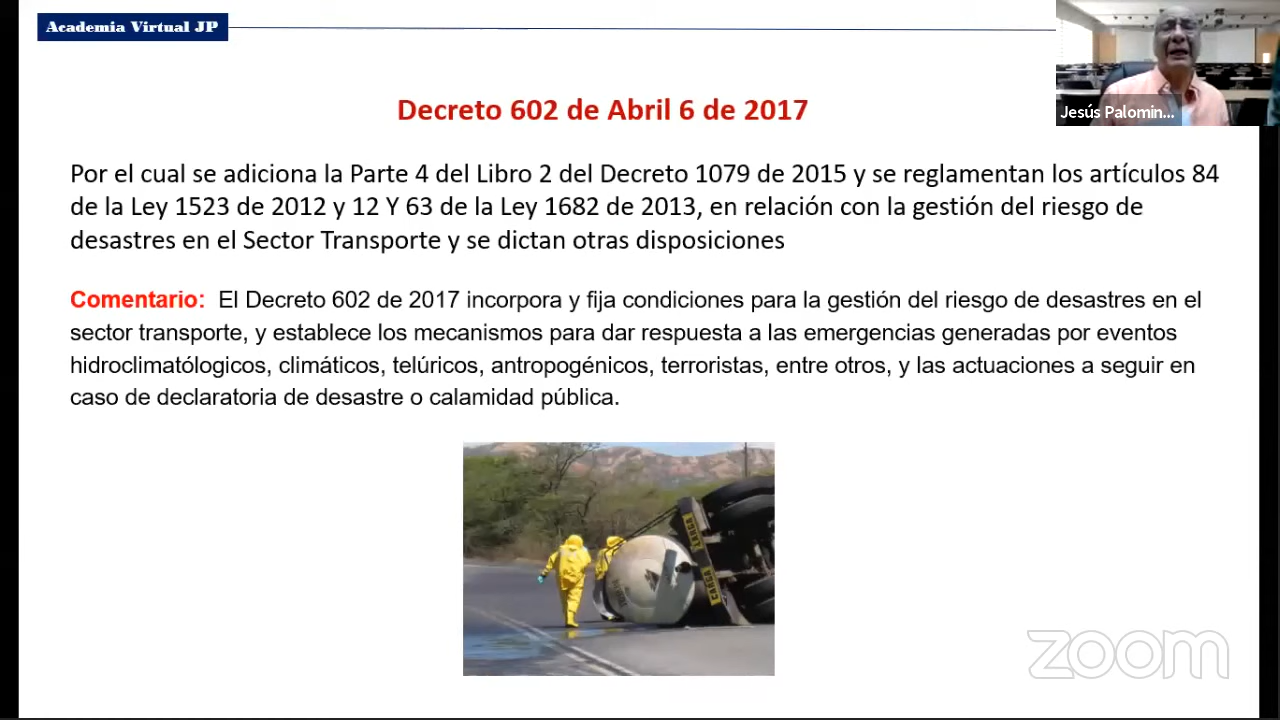 Academia Virtual JP
Jesús Palomin...
Decreto 602 de Abril 6 de 2017
Por el cual se adiciona la Parte 4 del Libro 2 del Decreto 1079 de 2015 y se reglamentan los artículos 84
de la Ley 1523 de 2012 y 12 Y 63 de la Ley 1682 de 2013, en relación con la gestión del riesgo de
desastres en el Sector Transporte y se dictan otras disposiciones
Comentario: El Decreto 602 de 2017 incorpora y fija condiciones para la gestión del riesgo de desastres en el
sector transporte, y establece los mecanismos para dar respuesta a las emergencias generadas por eventos
hidroclimatólogicos, climáticos, telúricos, antropogénicos, terroristas, entre otros, y las actuaciones a seguir en
caso de declaratoria de desastre o calamidad pública.
CARGA
zoom